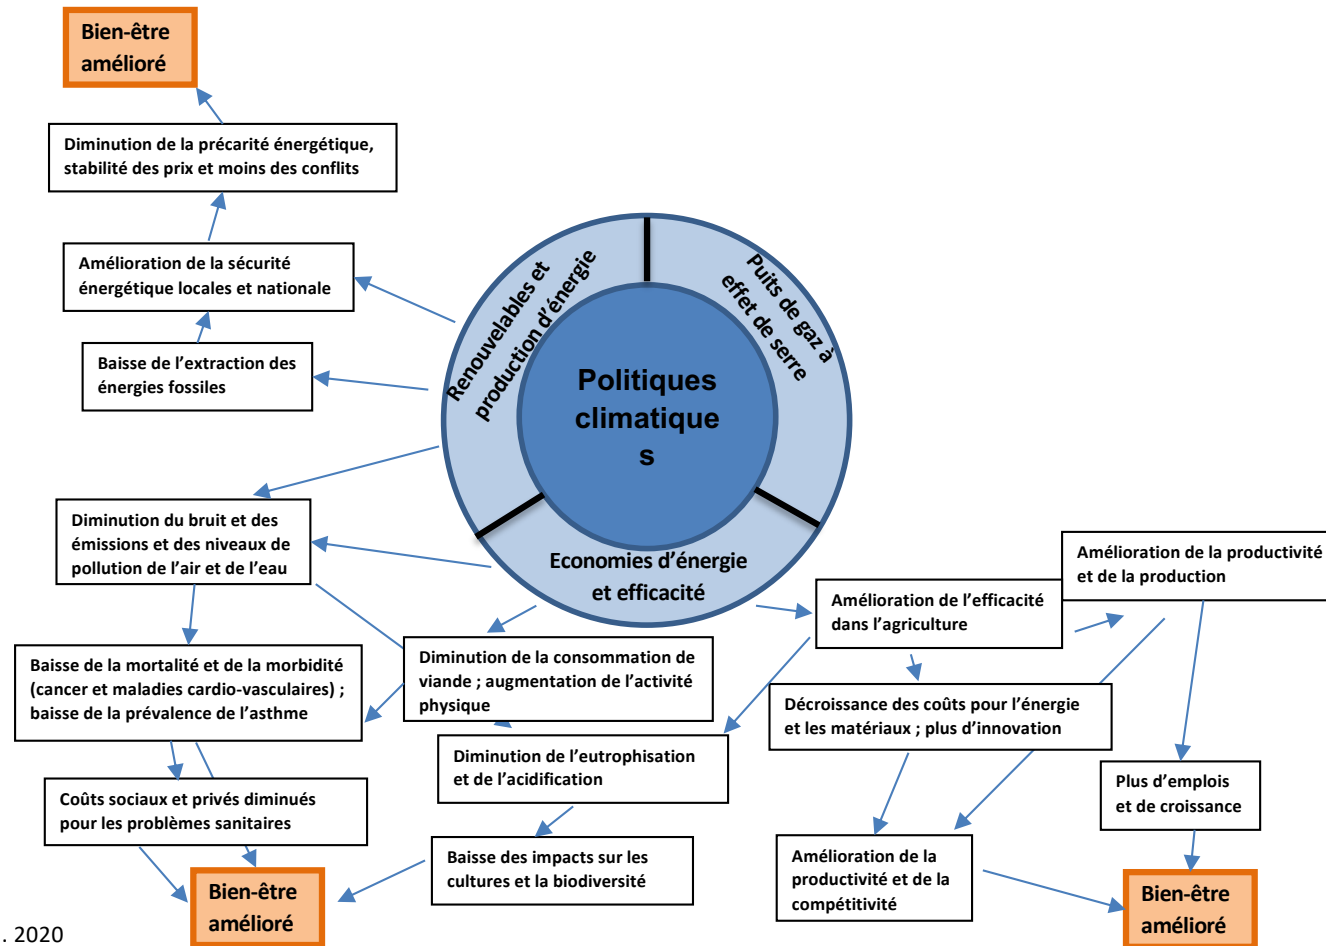 Bien-être
amélioré
Diminution de la précarité énergétique,
stabilité des prix et moins des conflits
Amélioration de la sécurité
énergétique locales et nationale
Baisse de l’extraction des
énergies fossiles
Renouvelables et
production d’énergie
Puits de gaz à
effet de serre
Politiques
climatique
s
Economies d’énergie
et efficacité
Diminution du bruit et des
émissions et des niveaux de
pollution de l’air et de l’eau
Amélioration de la productivité
et de la production
Amélioration de l’efficacité
dans l’agriculture
Baisse de la mortalité et de la morbidité
(cancer et maladies cardio-vasculaires) ;
baisse de la prévalence de l’asthme
Diminution de la consommation de
viande ; augmentation de l’activité
physique
Décroissance des coûts pour l’énergie
et les matériaux ; plus d’innovation
Diminution de l’eutrophisation
et de l’acidification
Plus d’emplois
et de croissance
Coûts sociaux et privés diminués
pour les problèmes sanitaires
Baisse des impacts sur les
cultures et la biodiversité
Amélioration de la
productivité et de la
compétitivité
Bien-être
amélioré
Bien-être
amélioré
. 2020